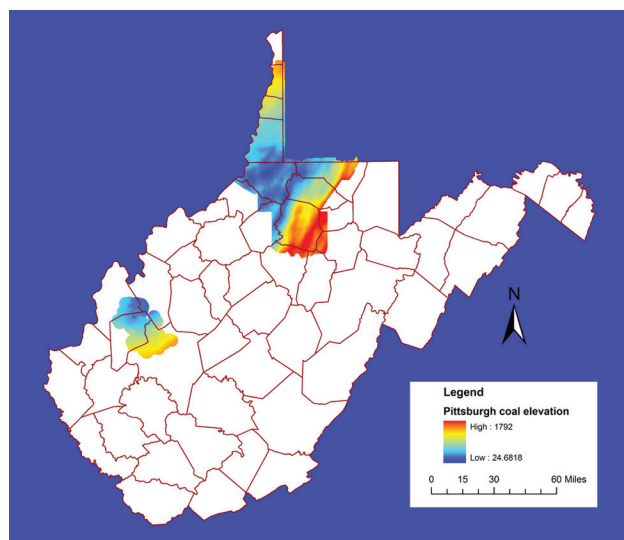 N
Legend
Pittsburgh coal elevation
High : 1792
Low : 24.6818
0 15 30 60 Miles